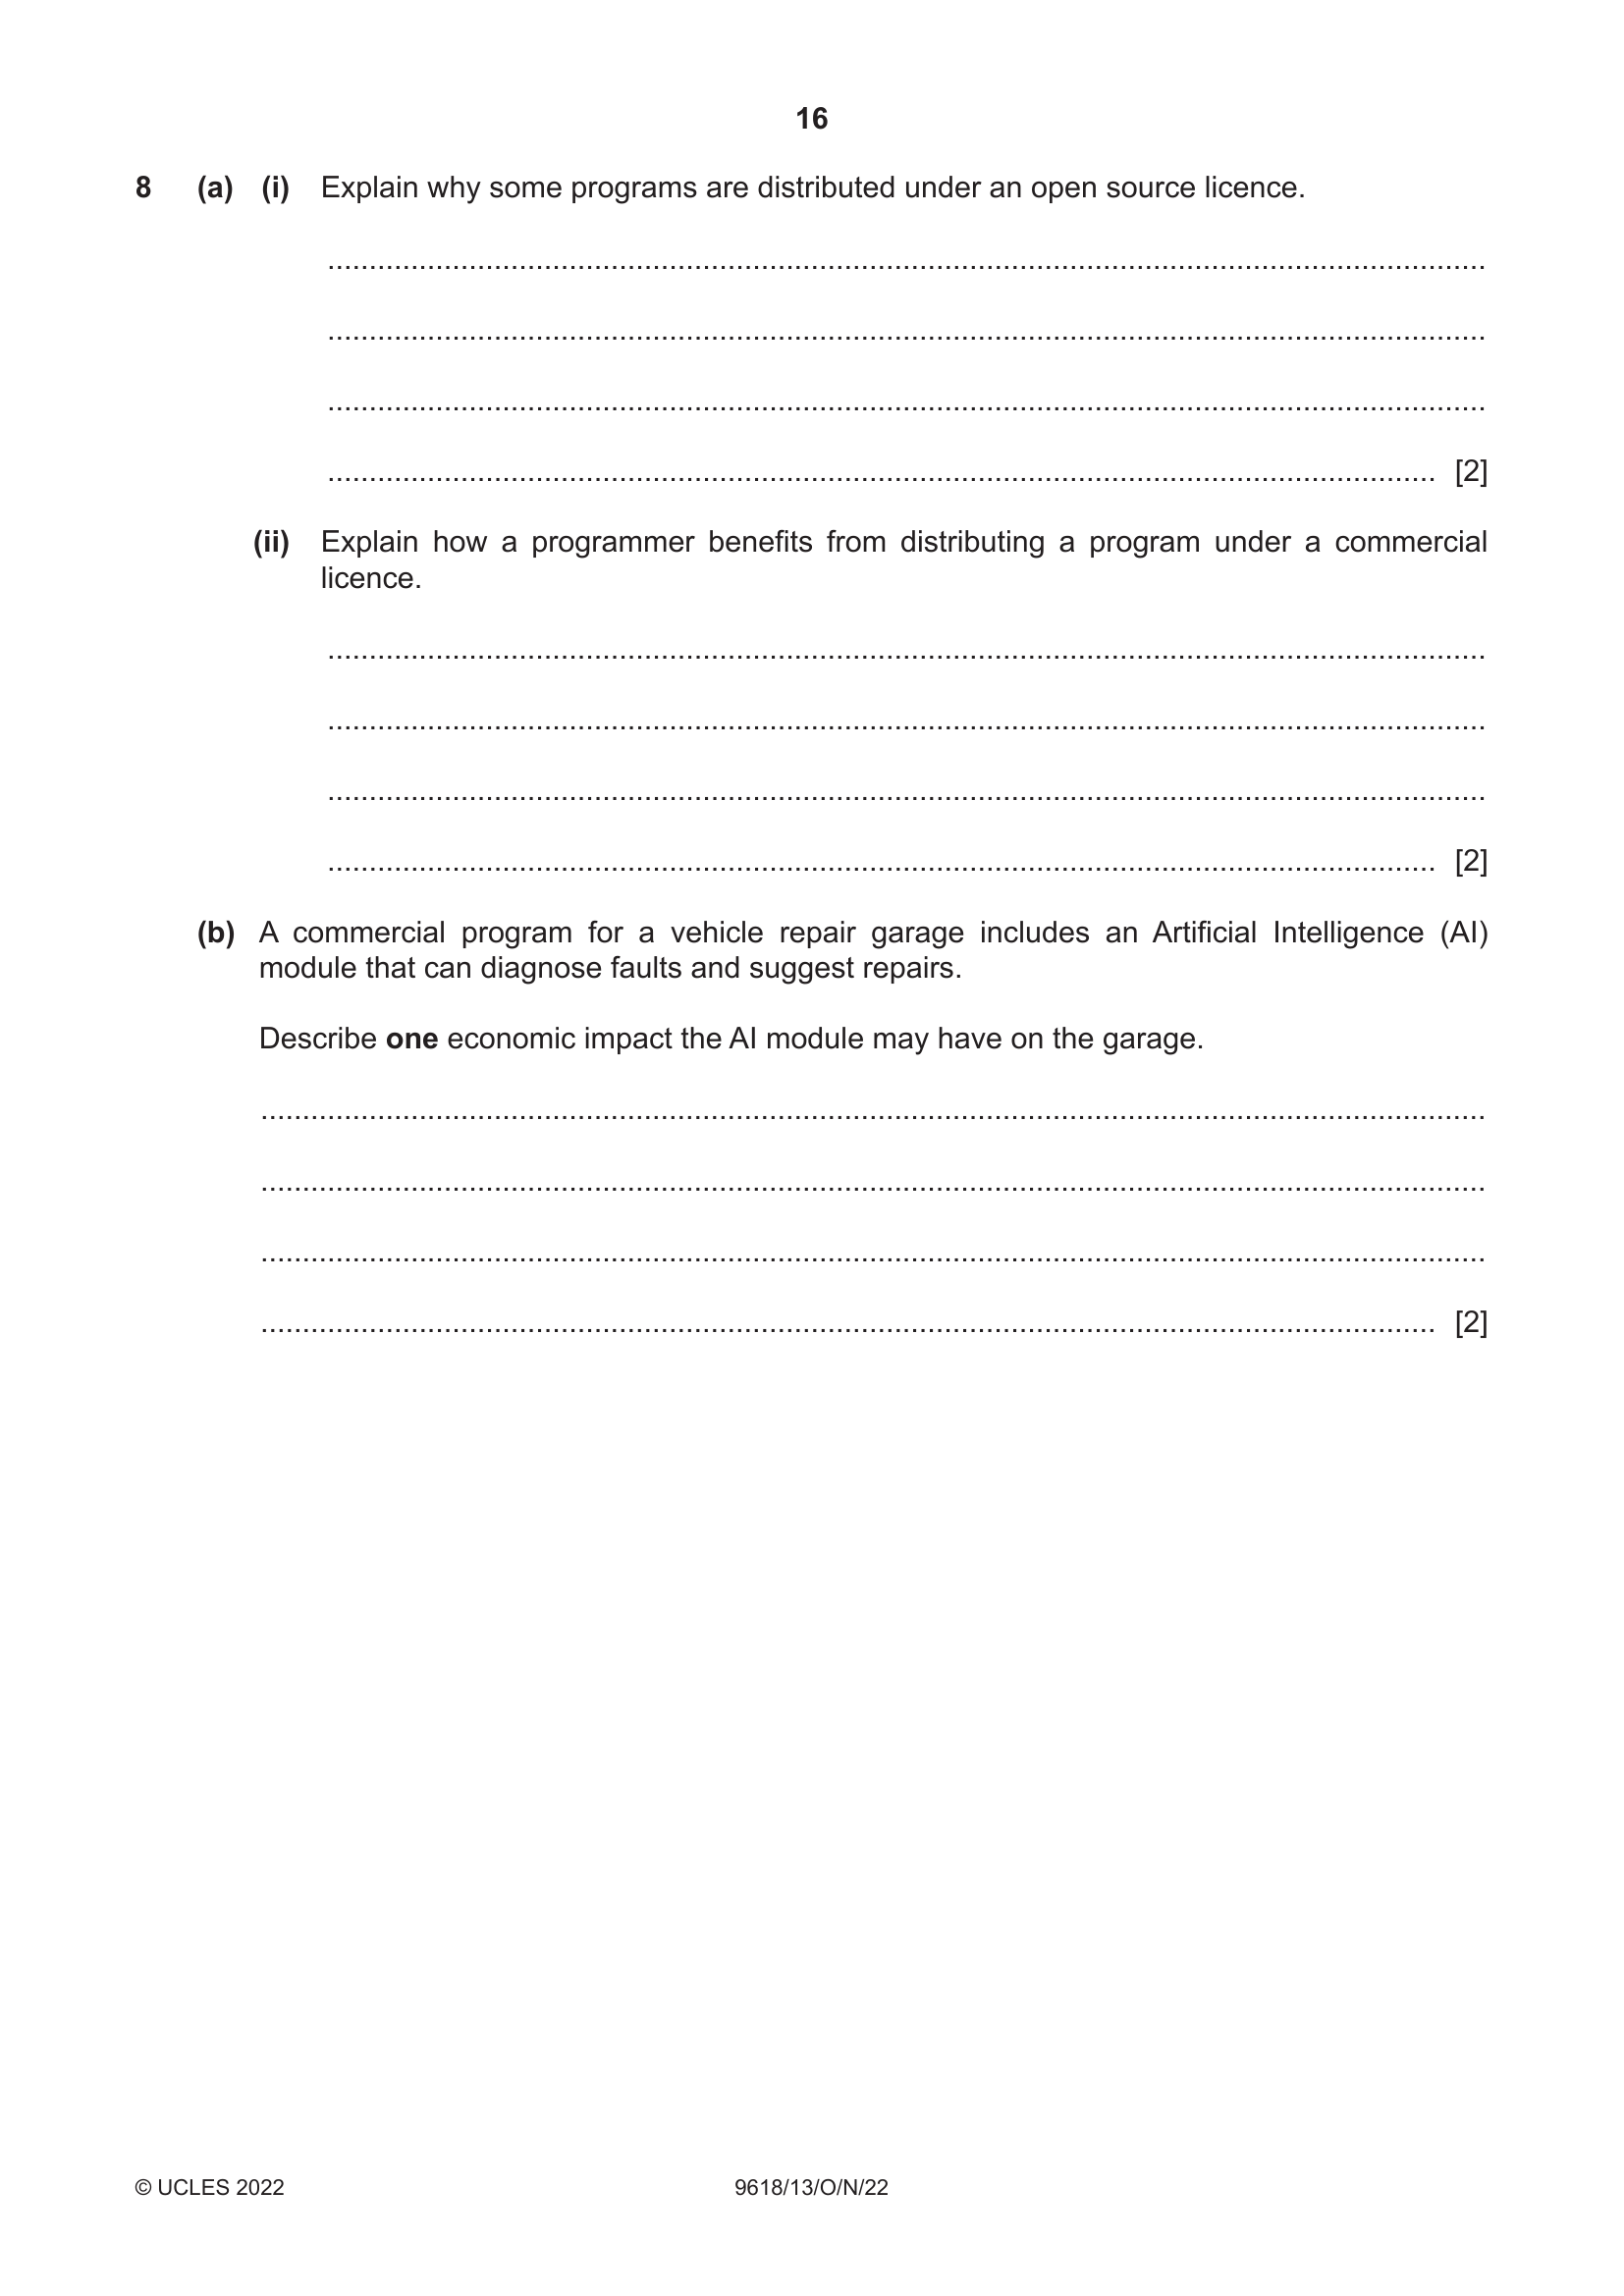 16
8 (a) (i) Explain why some programs are distributed under an open source licence.
[2]
(ii) Explain how a programmer benefits from distributing a program under a commercial
licence.
[2]
(b) A commercial program for a vehicle repair garage includes an Artificial Intelligence (AI)
module that can diagnose faults and suggest repairs.
Describe one economic impact the AI module may have on the garage.
[2]
© UCLES 2022 9618/13/O/N/22